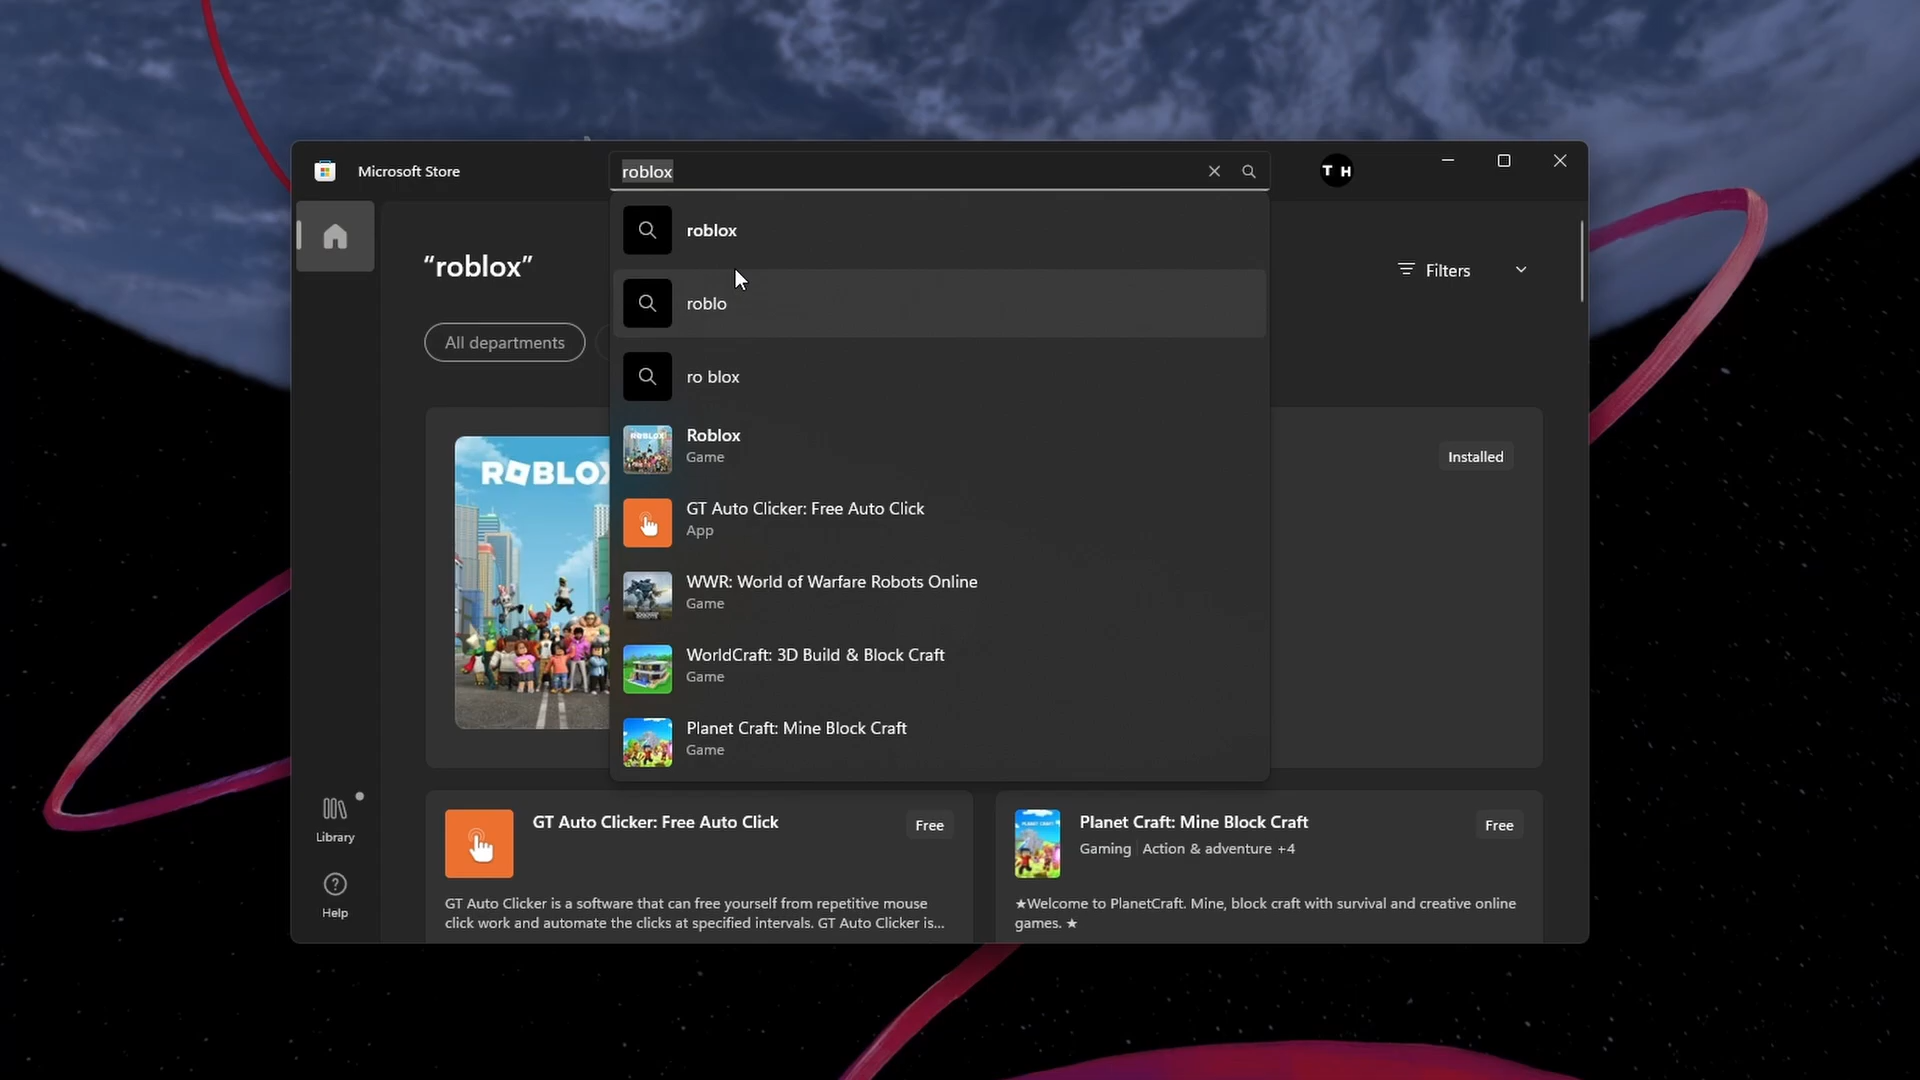 Microsoft Store
roblox
T H
roblox
"roblox"
Filters
roblo
All departments
ro blox
Roblox
Game
Installed
ROBLOX
ROBLOX
GT Auto Clicker: Free Auto Click
App
WWR: World of Warfare Robots Online
Game
WorldCraft: 3D Build & Block Craft
Game
Planet Craft: Mine Block Craft
Game
Library
Help
GT Auto Clicker: Free Auto Click
Free
GT Auto Clicker is a software that can free yourself from repetitive mouse
click work and automate the clicks at specified intervals. GT Auto Clicker is...
Planet Craft: Mine Block Craft
Free
Gaming Action & adventure +4
★Welcome to PlanetCraft. Mine, block craft with survival and creative online
games. ★